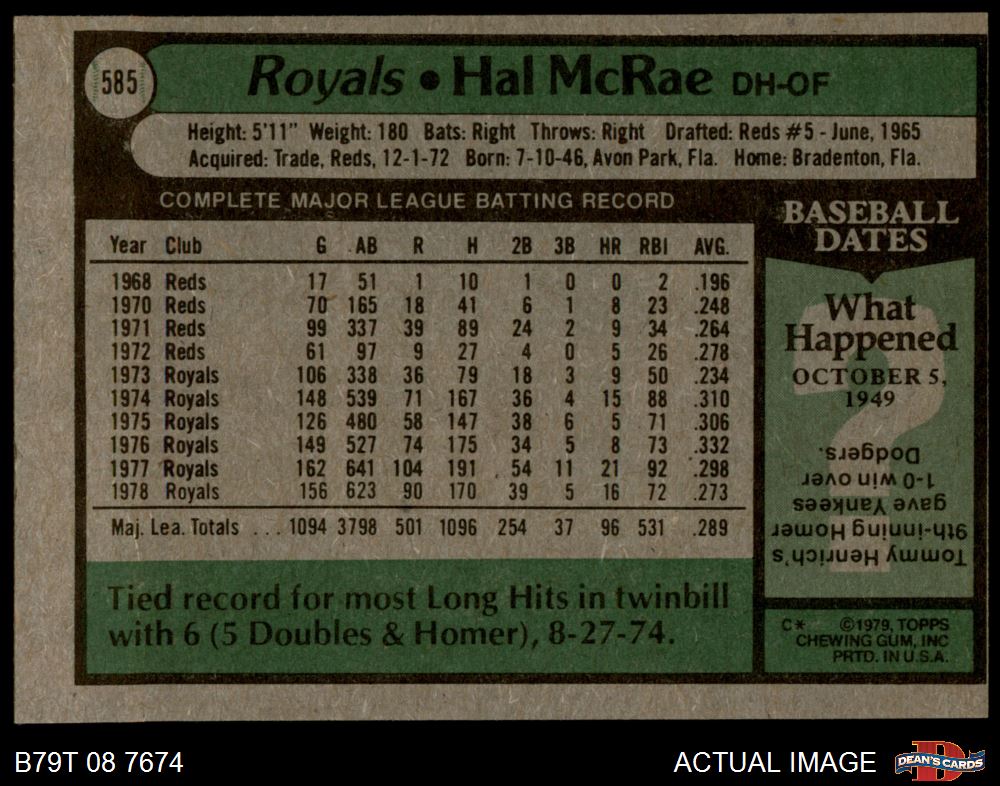 585
Royals • Hal McRae DH-OF
Height: 5'11" Weight: 180 Bats: Right Throws: Right Drafted: Reds #5 - June, 1965
Acquired: Trade, Reds, 12-1-72 Born: 7-10-46, Avon Park, Fla. Home: Bradenton, Fla.
COMPLETE MAJOR LEAGUE BATTING RECORD
Year Club G AB R H 2B 3B HR RBI AVG.
1968 Reds 17 51 1 10 1 0 0 2 .196
1970 Reds 70 165 18 41 6 1 8 23 .248
1971 Reds 99 337 39 89 24 2 9 34 .264
1972 Reds 61 97 9 27 4 0 5 26 .278
1973 Royals 106 338 36 79 18 3 9 50 .234
1974 Royals 148 539 71 167 36 4 15 88 .310
1975 Royals 126 480 58 147 38 6 5 71 .306
1976 Royals 149 527 74 175 34 5 8 73 .332
1977 Royals 162 641 104 191 54 11 21 92 .298
1978 Royals 156 623 90 170 39 5 16 72 .273
Maj. Lea. Totals ... 1094 3798 501 1096 254 37 96 531 .289
Tied record for most Long Hits in twinbill
with 6 (5 Doubles & Homer), 8-27-74.
BASEBALL
DATES
What
Happened
OCTOBER 5,
1949
?
Tommy Henrich's
9th-inning Homer
gave Yankees
1-0 win over
Dodgers.
C* ©1979, TOPPS
CHEWING GUM, INC
PRTD. IN U.S.A.
B79T 08 7674
ACTUAL IMAGE
D
DEAN'S CARDS